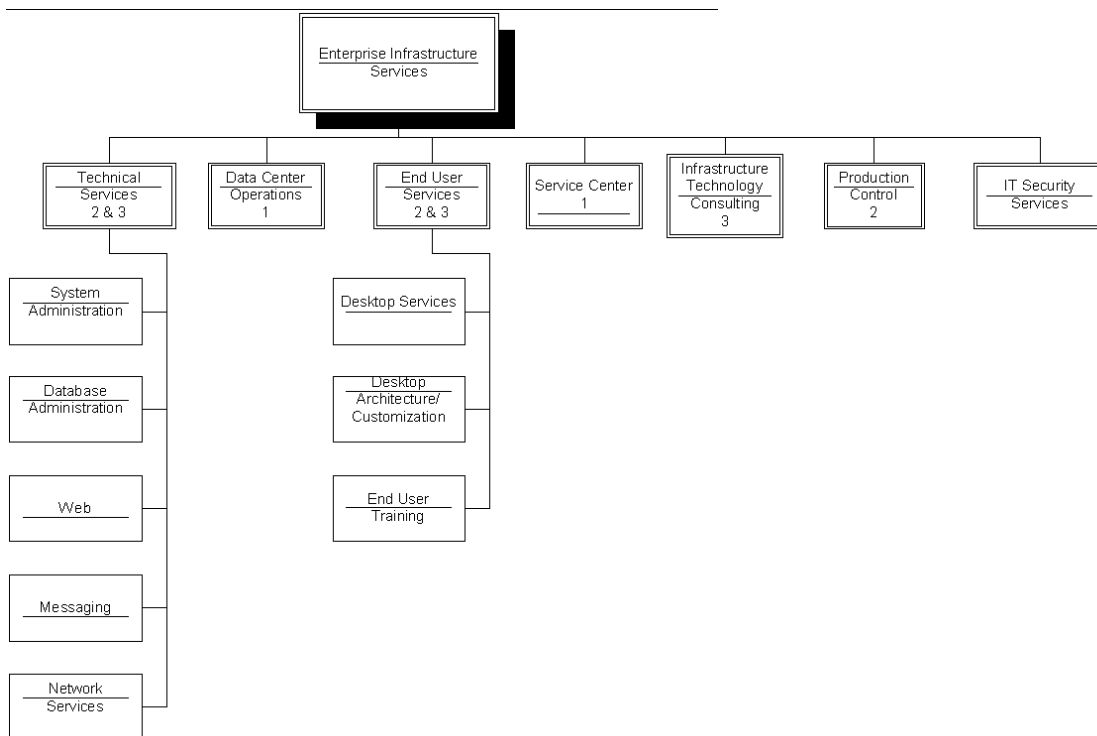 Enterprise Infrastructure
Services
Technical
Services
2 & 3
Data Center
Operations
1
End User
Services
2 & 3
Service Center
1
Infrastructure
Technology
Consulting
3
Production
Control
2
IT Security
Services
System
Administration
Database
Administration
Web
Messaging
Network
Services
Desktop Services
Desktop
Architecture/
Customization
End User
Training